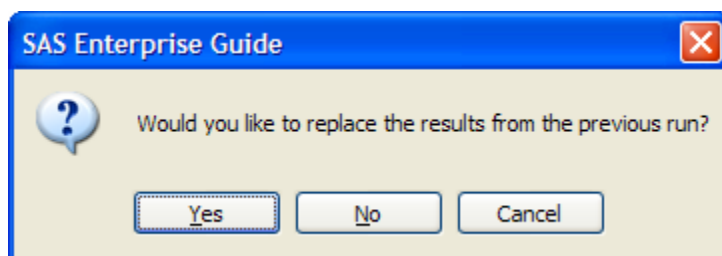 SAS Enterprise Guide
Would you like to replace the results from the previous run?
Yes No Cancel